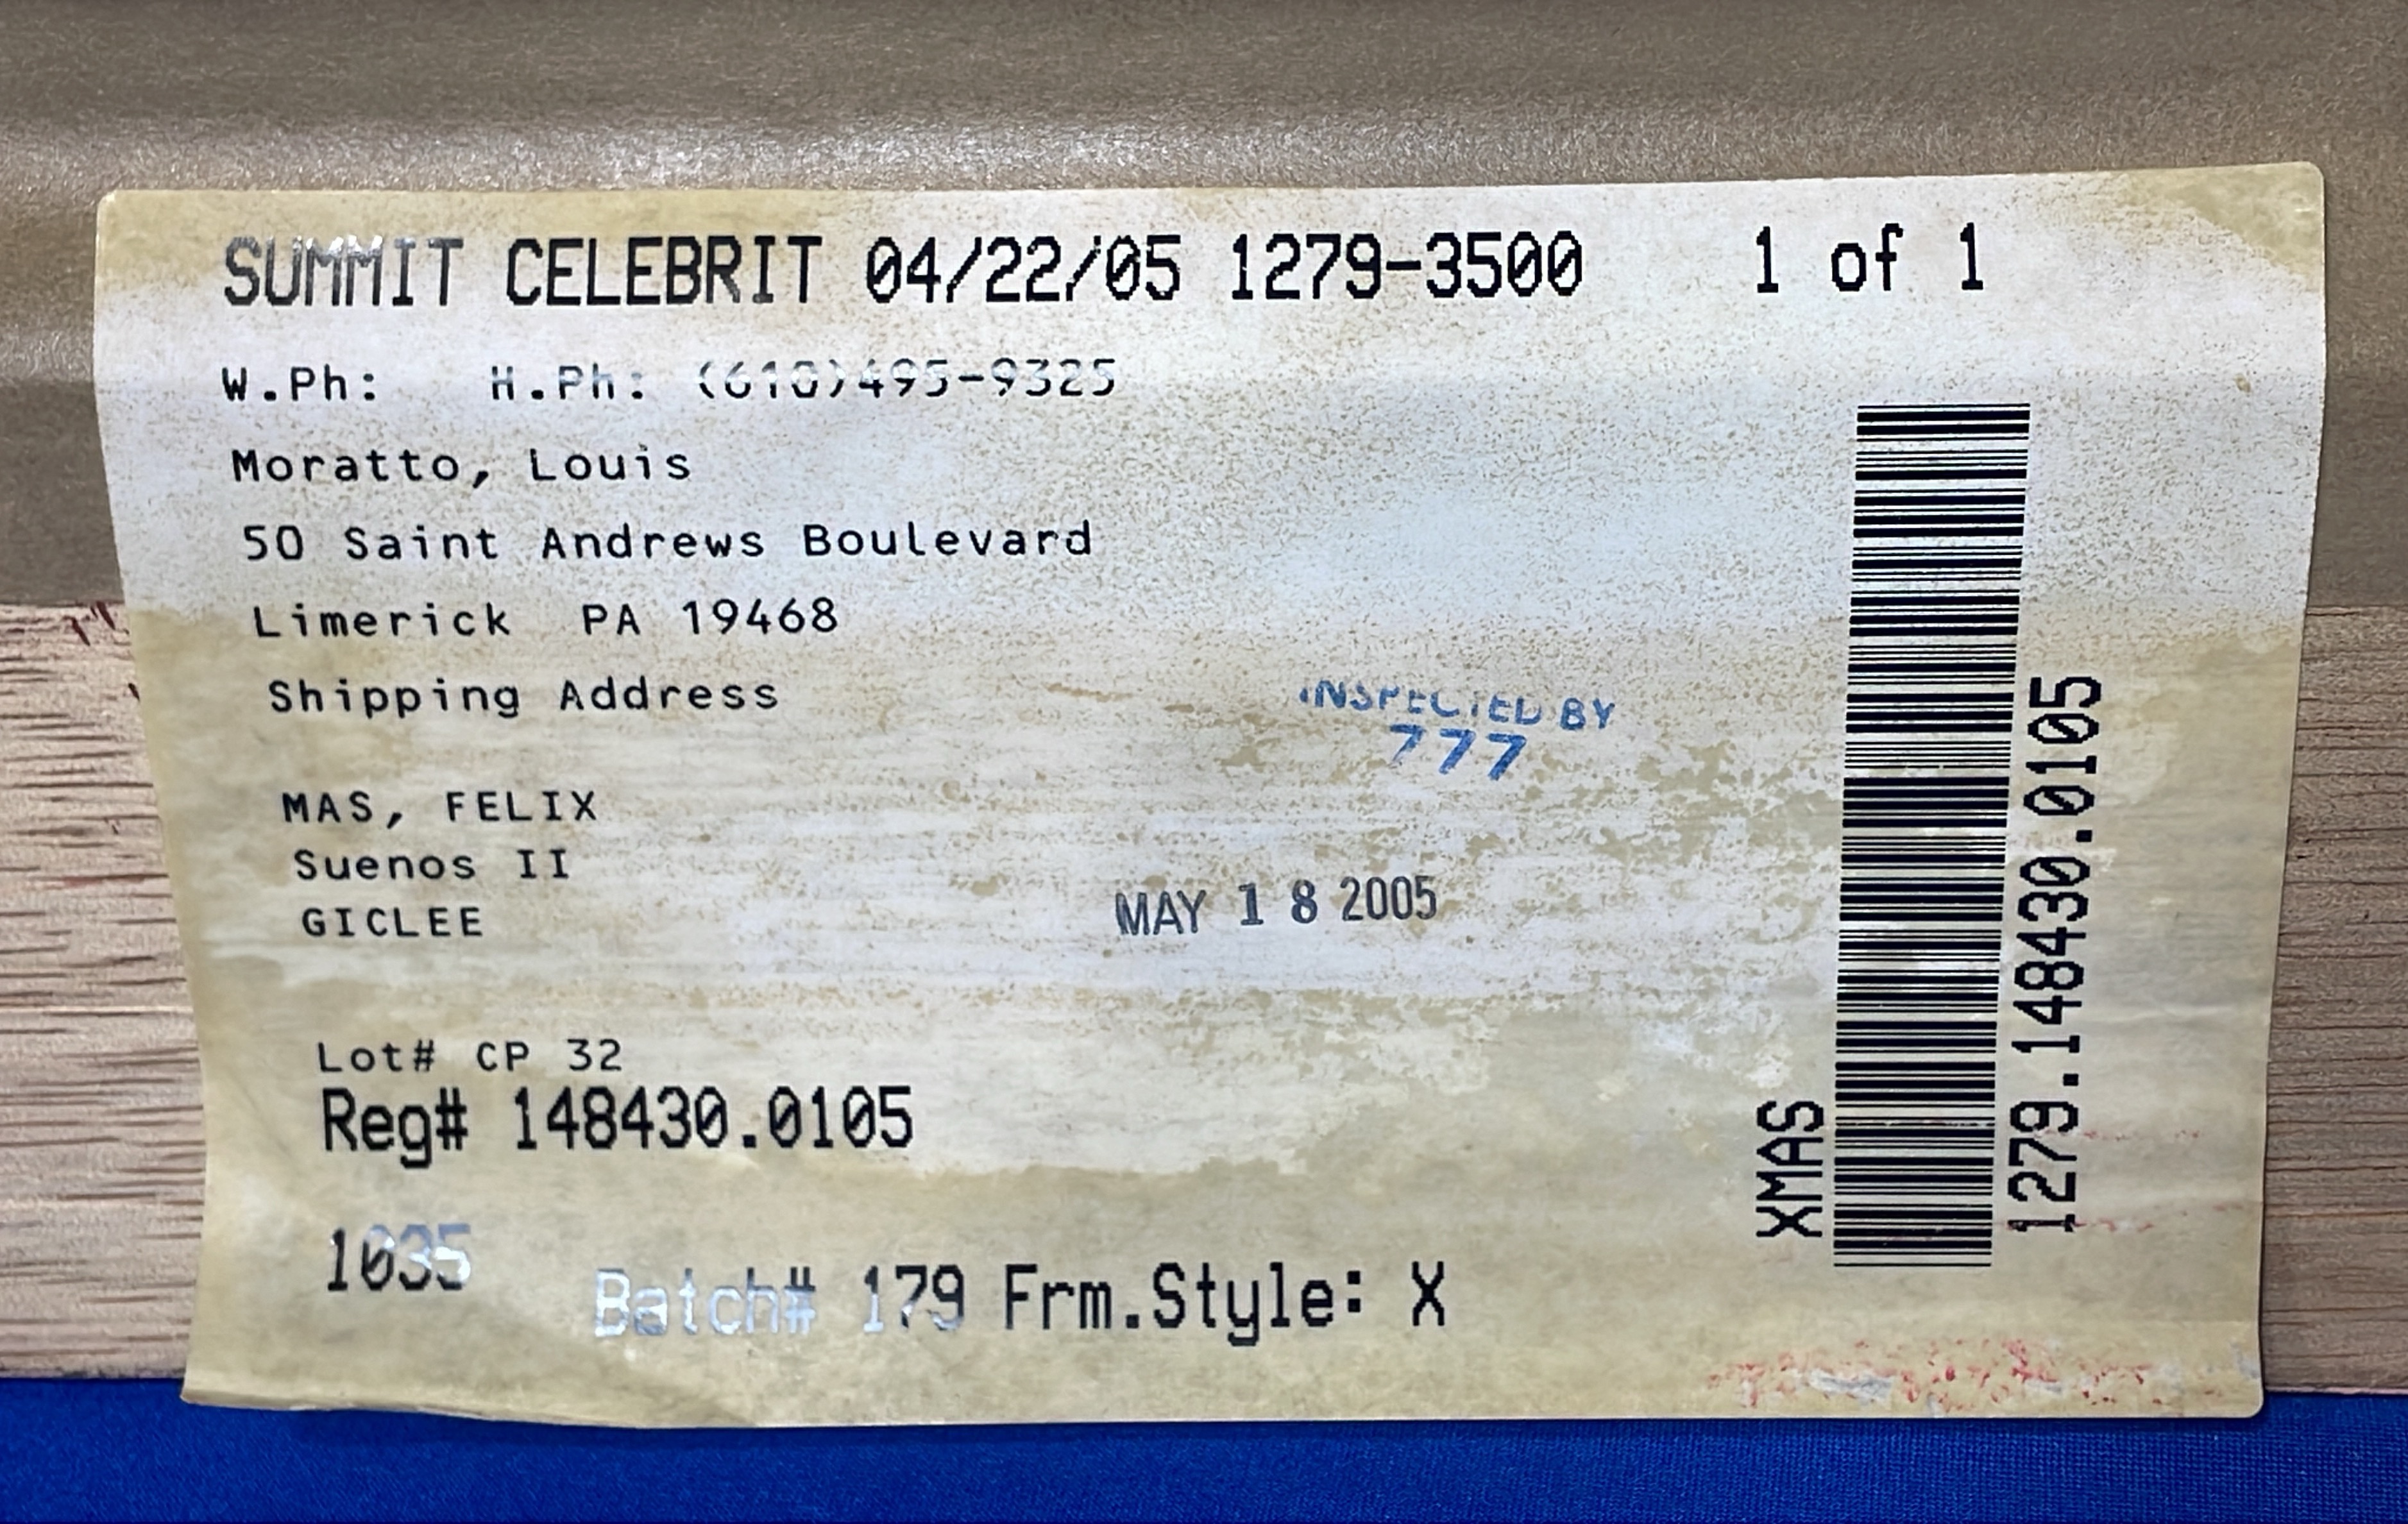 SUMMIT CELEBRIT 04/22/05 1279-3500 1 of 1
W.Ph: H.Ph: (610)495-9325
Moratto, Louis
50 Saint Andrews Boulevard
Limerick PA 19468
Shipping Address
INSPECTED BY
777
MAS, FELIX
Suenos II
GICLEE
MAY 18 2005
Lot# CP 32
Reg# 148430.0105
1035
Batch# 179 Frm.Style: X
XMAS
1279.148430.0105